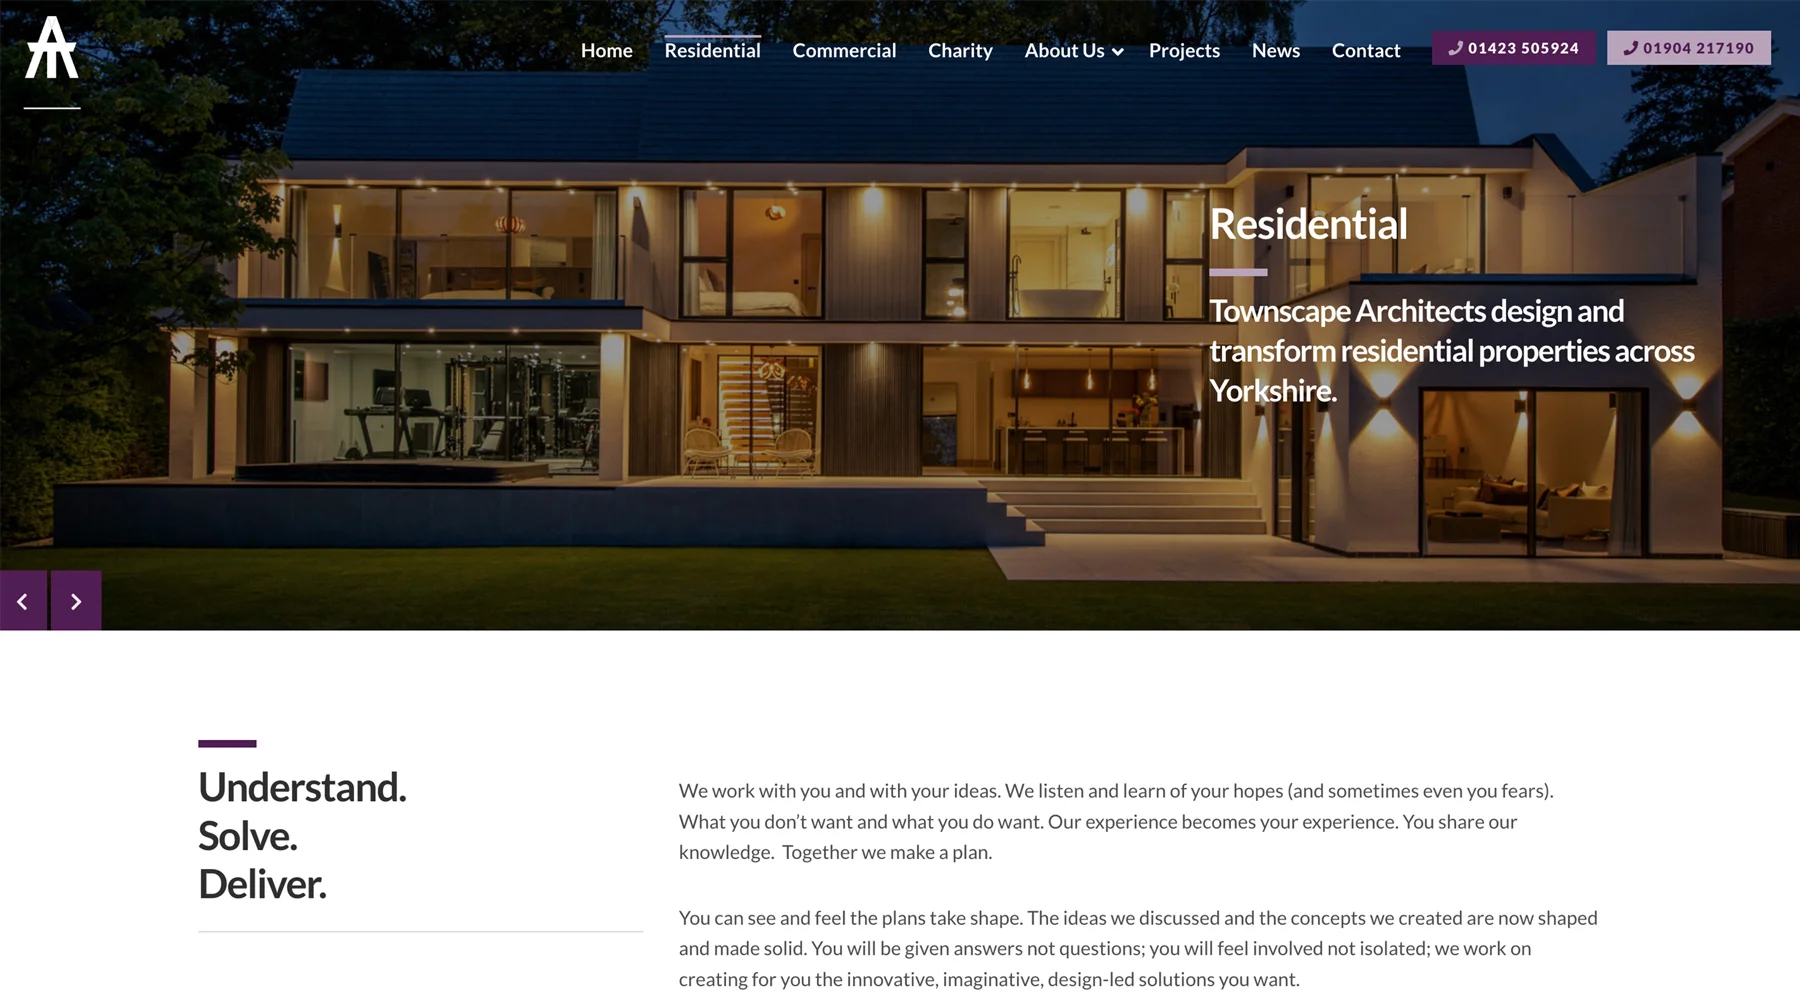 Home Residential Commercial Charity About Us Projects News Contact 01423 505924 01904 217190
Residential
Townscape Architects design and
transform residential properties across
Yorkshire.
Understand.
Solve.
Deliver.
We work with you and with your ideas. We listen and learn of your hopes (and sometimes even you fears).
What you don’t want and what you do want. Our experience becomes your experience. You share our
knowledge.  Together we make a plan.
You can see and feel the plans take shape. The ideas we discussed and the concepts we created are now shaped
and made solid. You will be given answers not questions; you will feel involved not isolated; we work on
creating for you the innovative, imaginative, design-led solutions you want.